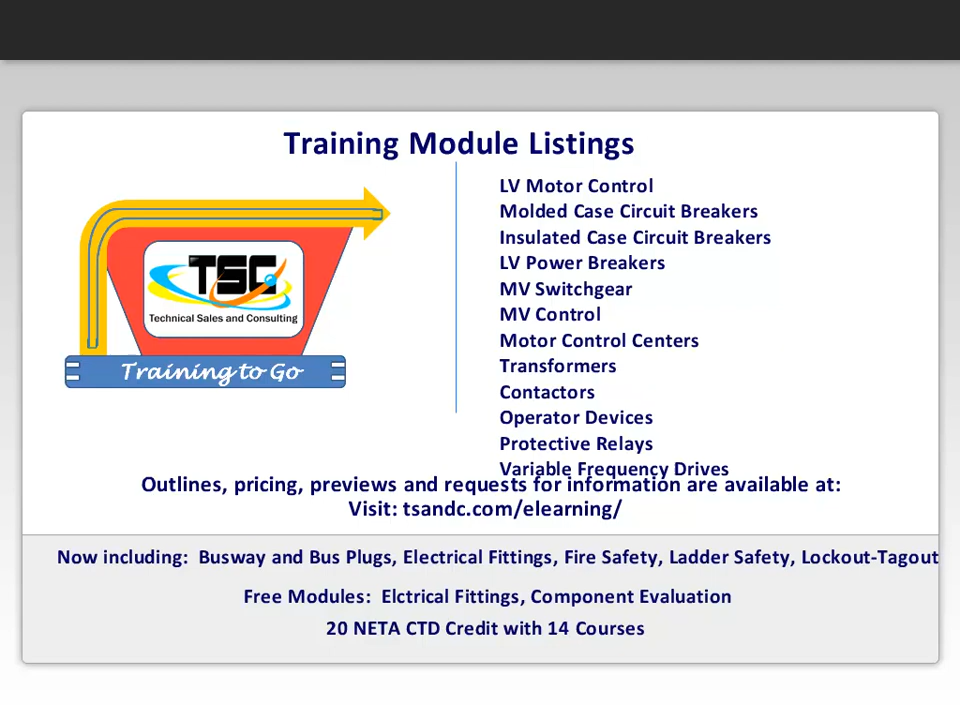 Training Module Listings
TSC
Technical Sales and Consulting
Training to Go
LV Motor Control
Molded Case Circuit Breakers
Insulated Case Circuit Breakers
LV Power Breakers
MV Switchgear
MV Control
Motor Control Centers
Transformers
Contactors
Operator Devices
Protective Relays
Variable Frequency Drives
Outlines, pricing, previews and requests for information are available at:
Visit: tsandc.com/elearning/
Now including:  Busway and Bus Plugs, Electrical Fittings, Fire Safety, Ladder Safety, Lockout-Tagout
Free Modules:  Elctrical Fittings, Component Evaluation
20 NETA CTD Credit with 14 Courses